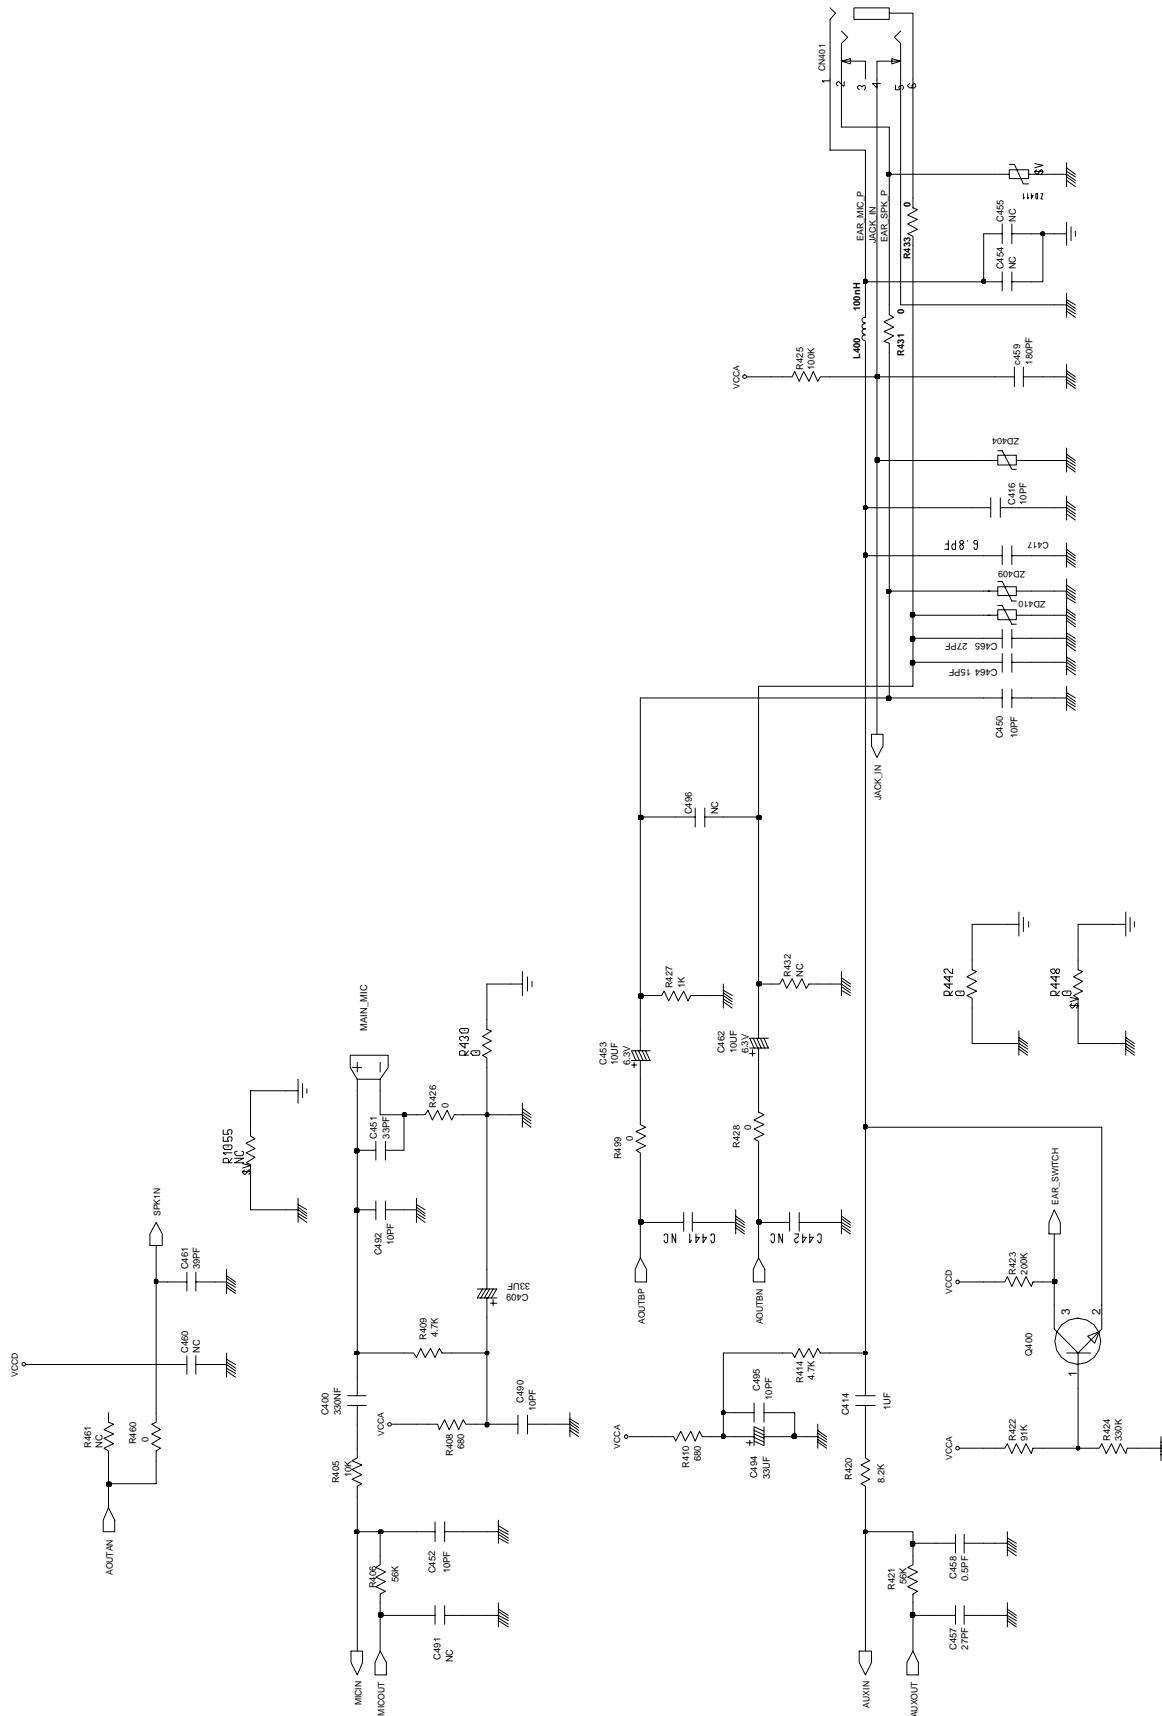 CN401
1
2
3
4
5
6
ZD411
$V
EAR_MIC_P
JACK_IN
EAR_SPK_P
R433
0
C455
NC
C454
NC
L400
100nH
R431
0
VCCA
R425
100K
c459
180PF
ZD404
C416
10PF
6.8PF
C417
ZD409
ZD410
C465 27PF
C464 15PF
C450
10PF
JACK_IN
C496
NC
C453
10UF
6.3V
+
R427
1K
C462
10UF
6.3V
+
R432
NC
R442
0
R448
0
$V
MAIN_MIC
R430
0
R426
0
C451
33PF
R1055
NC
$V
R499
0
R428
0
SPK1N
C461
39PF
C460
NC
VCCD
R461
NC
R460
0
AOUTAN
C492
10PF
C409
33UF
+
R409
4.7K
C400
330NF
VCCA
R408
680
C490
10PF
R405
10K
R406
56K
C452
10PF
C491
NC
MICIN
MICOUT
AOUTBP
C441 NC
AOUTBN
C442 NC
EAR_SWITCH
VCCD
R423
200K
Q400
3
2
1
R414
4.7K
C495
10PF
VCCA
R410
680
C494
33UF
+
C414
1UF
R420
8.2K
VCCA
R422
91K
R424
330K
R421
56K
C458
0.5PF
C457
27PF
AUXIN
AUXOUT